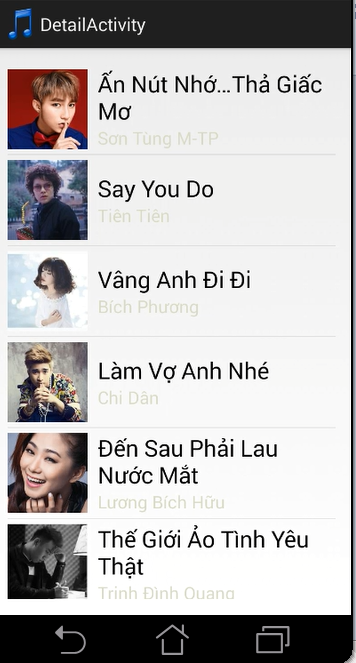 DetailActivity
Ấn Nút Nhớ...Thả Giấc
Mơ
Sơn Tùng M-TP
Say You Do
Tiên Tiên
Vâng Anh Đi Đi
Bích Phương
Làm Vợ Anh Nhé
Chi Dân
Đến Sau Phải Lau
Nước Mắt
Lương Bích Hữu
Thế Giới Ảo Tình Yêu
Thật
Trịnh Đình Quang